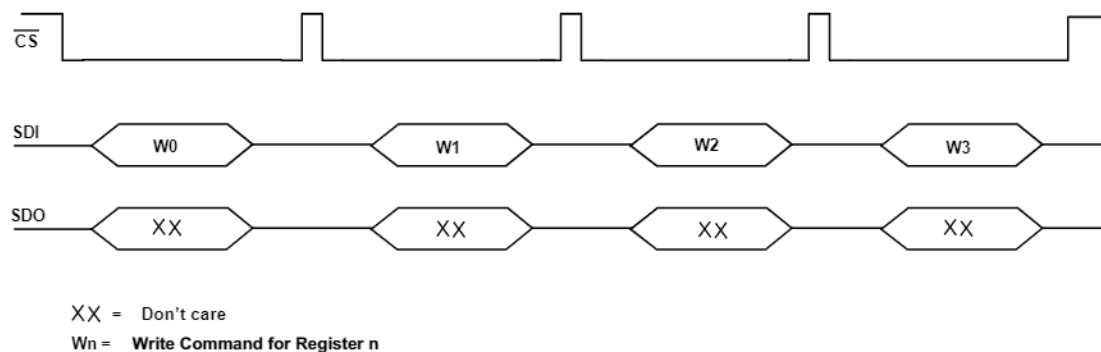 CS
SDI
W0 W1 W2 W3
SDO
XX XX XX XX
XX = Don't care
Wn = Write Command for Register n